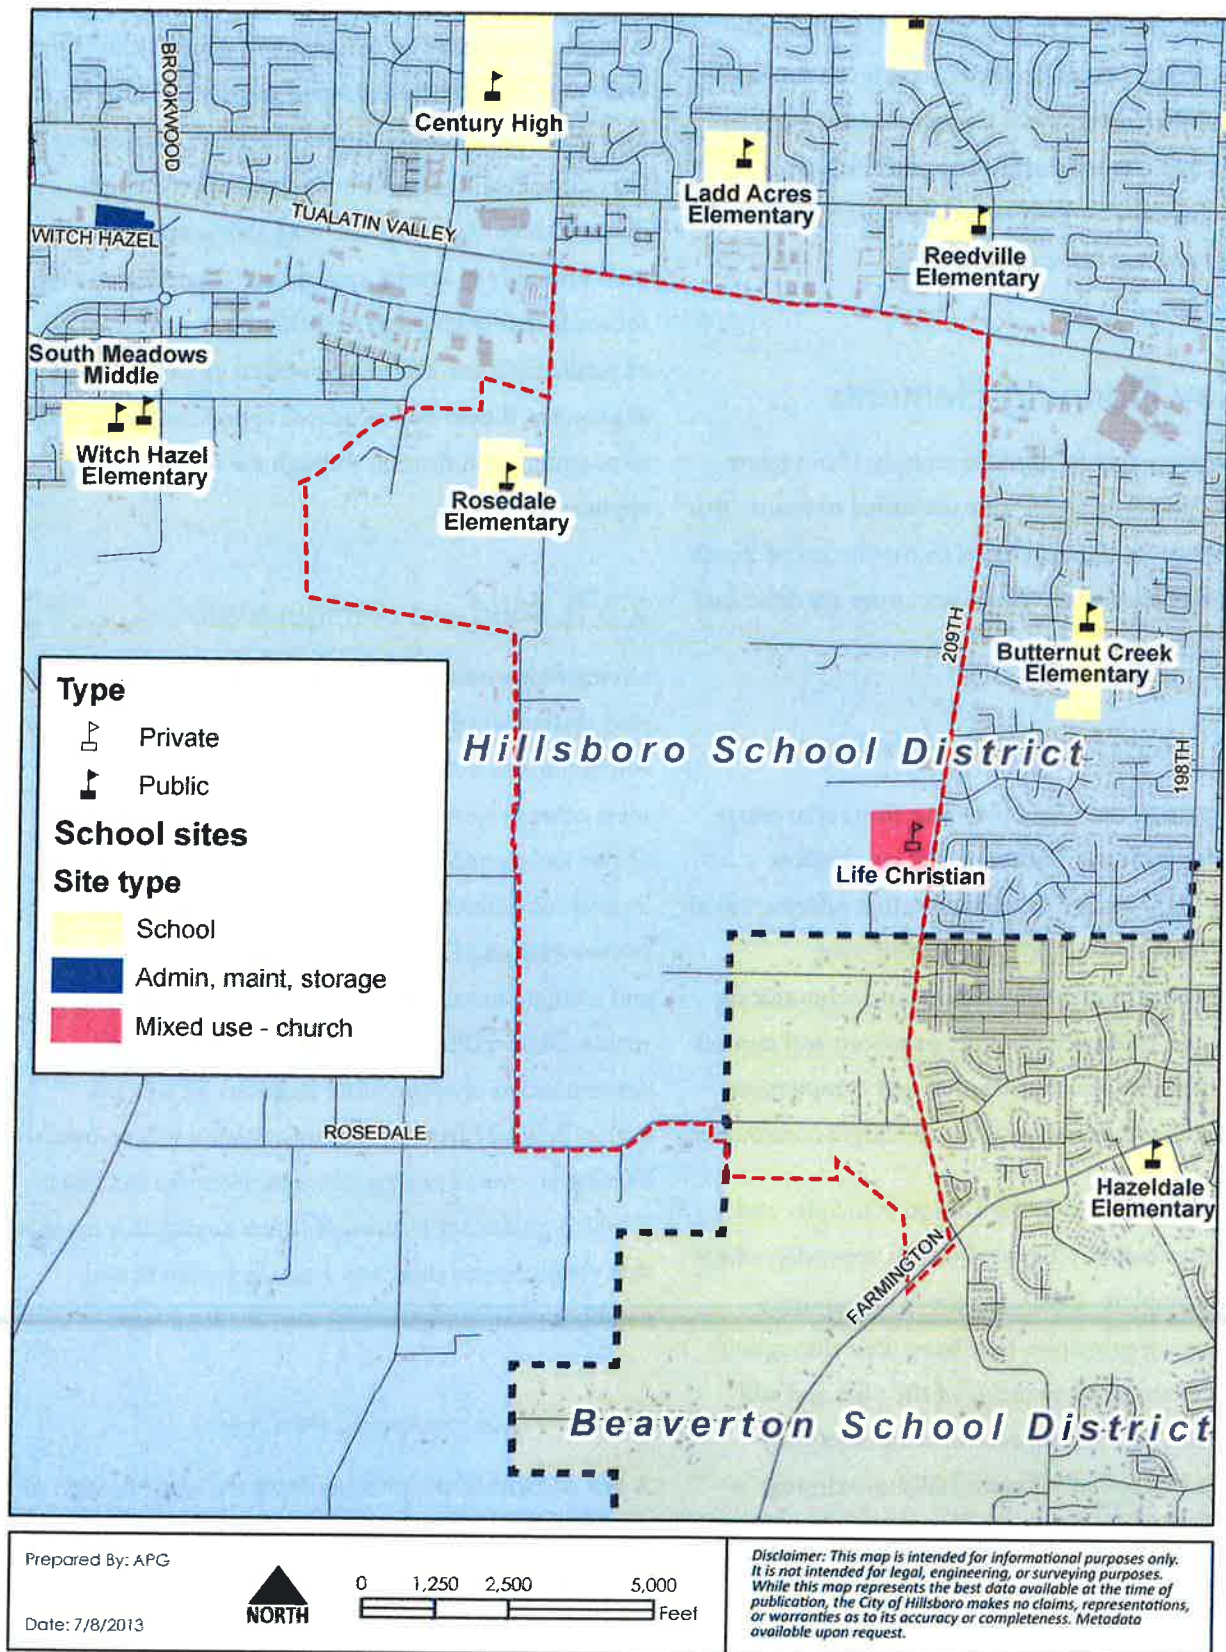 BROOKWOOD
Century High
Ladd Acres
Elementary
TUALATIN VALLEY
WITCH HAZEL
Reedville
Elementary
South Meadows
Middle
Witch Hazel
Elementary
Rosedale
Elementary
209TH
Butternut Creek
Elementary
Type
Private
Public
School sites
Site type
School
Admin, maint, storage
Mixed use - church
Hillsboro School District
198TH
Life Christian
ROSEDALE
Hazeldale
Elementary
FARMINGTON
Beaverton School District
Prepared By: APG
Date: 7/8/2013
NORTH
0 1,250 2,500 5,000
Feet
Disclaimer: This map is intended for informational purposes only.
It is not intended for legal, engineering, or surveying purposes.
While this map represents the best data available at the time of
publication, the City of Hillsboro makes no claims, representations,
or warranties as to its accuracy or completeness. Metadata
available upon request.